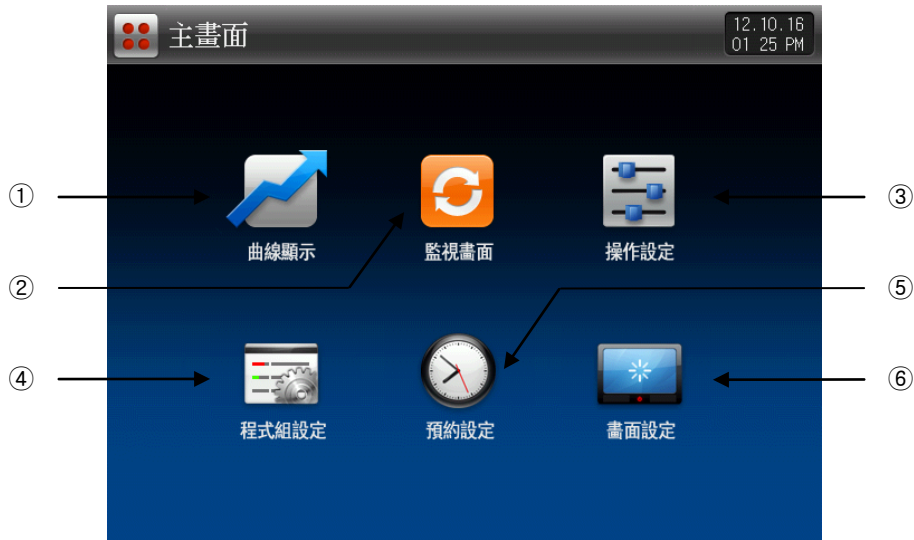 主畫面
12.10.16
01 25 PM
①
③
曲線顯示
監視畫面
操作設定
②
⑤
④
⑥
程式組設定
預約設定
畫面設定